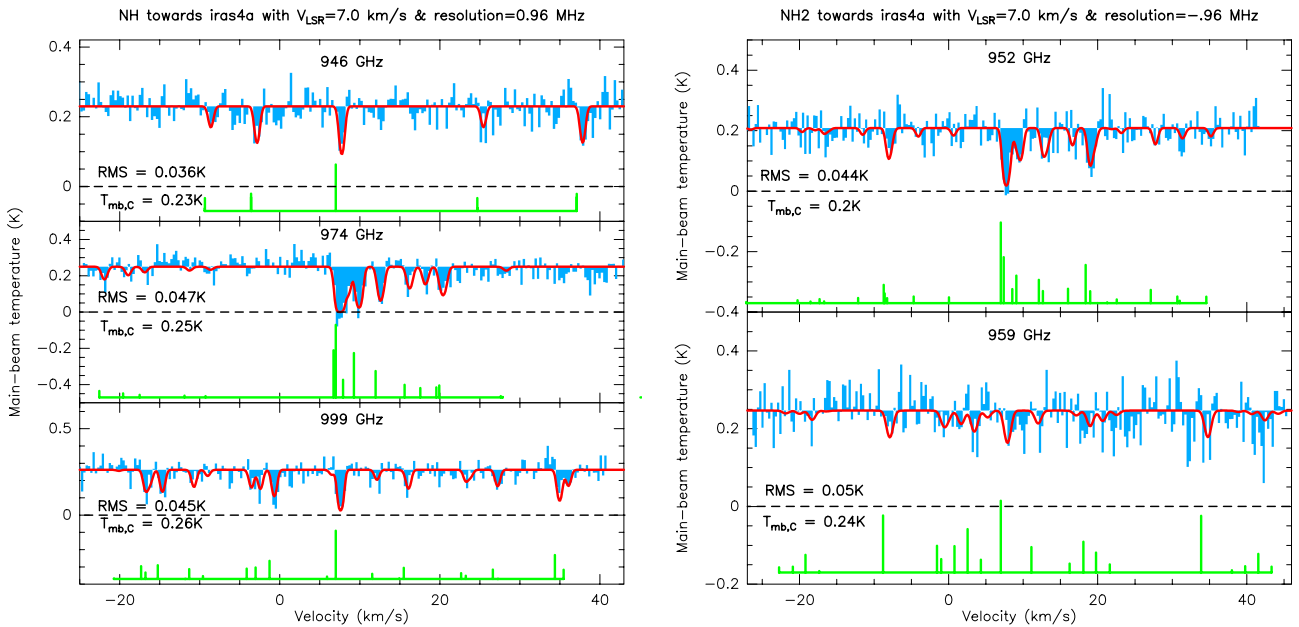 NH towards iras4a with V_LSR=7.0 km/s & resolution=0.96 MHz
946 GHz
0.4
0.2
0
RMS = 0.036K
T_mb,C = 0.23K
974 GHz
0.4
0.2
0
−0.2
−0.4
RMS = 0.047K
T_mb,C = 0.25K
Main−beam temperature (K)
999 GHz
0.5
0
RMS = 0.045K
T_mb,C = 0.26K
−20 0 20 40
Velocity (km/s)
NH2 towards iras4a with V_LSR=7.0 km/s & resolution=−.96 MHz
952 GHz
0.4
0.2
0
−0.2
−0.4
Main−beam temperature (K)
RMS = 0.044K
T_mb,C = 0.2K
959 GHz
0.4
0.2
0
−0.2
Main−beam temperature (K)
RMS = 0.05K
T_mb,C = 0.24K
−20 0 20 40
Velocity (km/s)